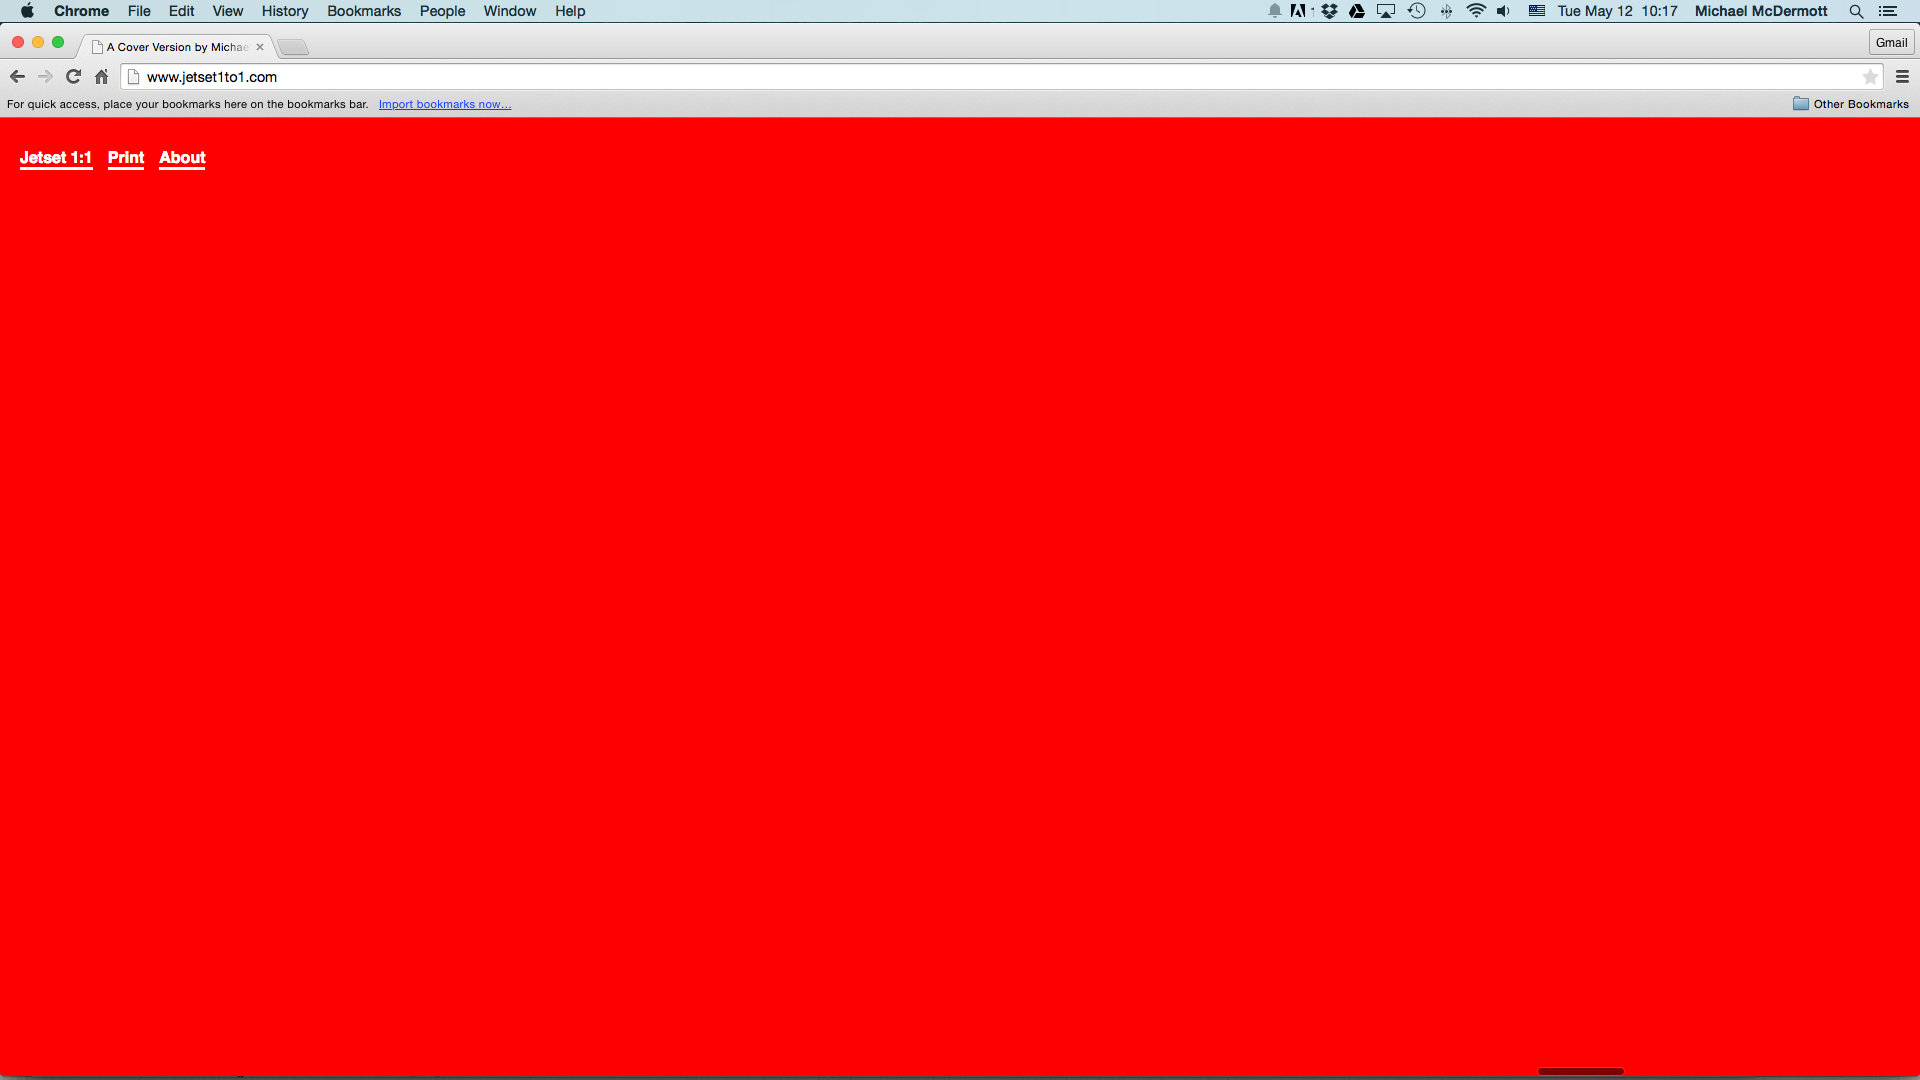 Chrome File Edit View History Bookmarks People Window Help Tue May 12 10:17 Michael McDermott
A Cover Version by Michae
Gmail
www.jetset1to1.com
For quick access, place your bookmarks here on the bookmarks bar. Import bookmarks now... Other Bookmarks
Jetset 1:1 Print About